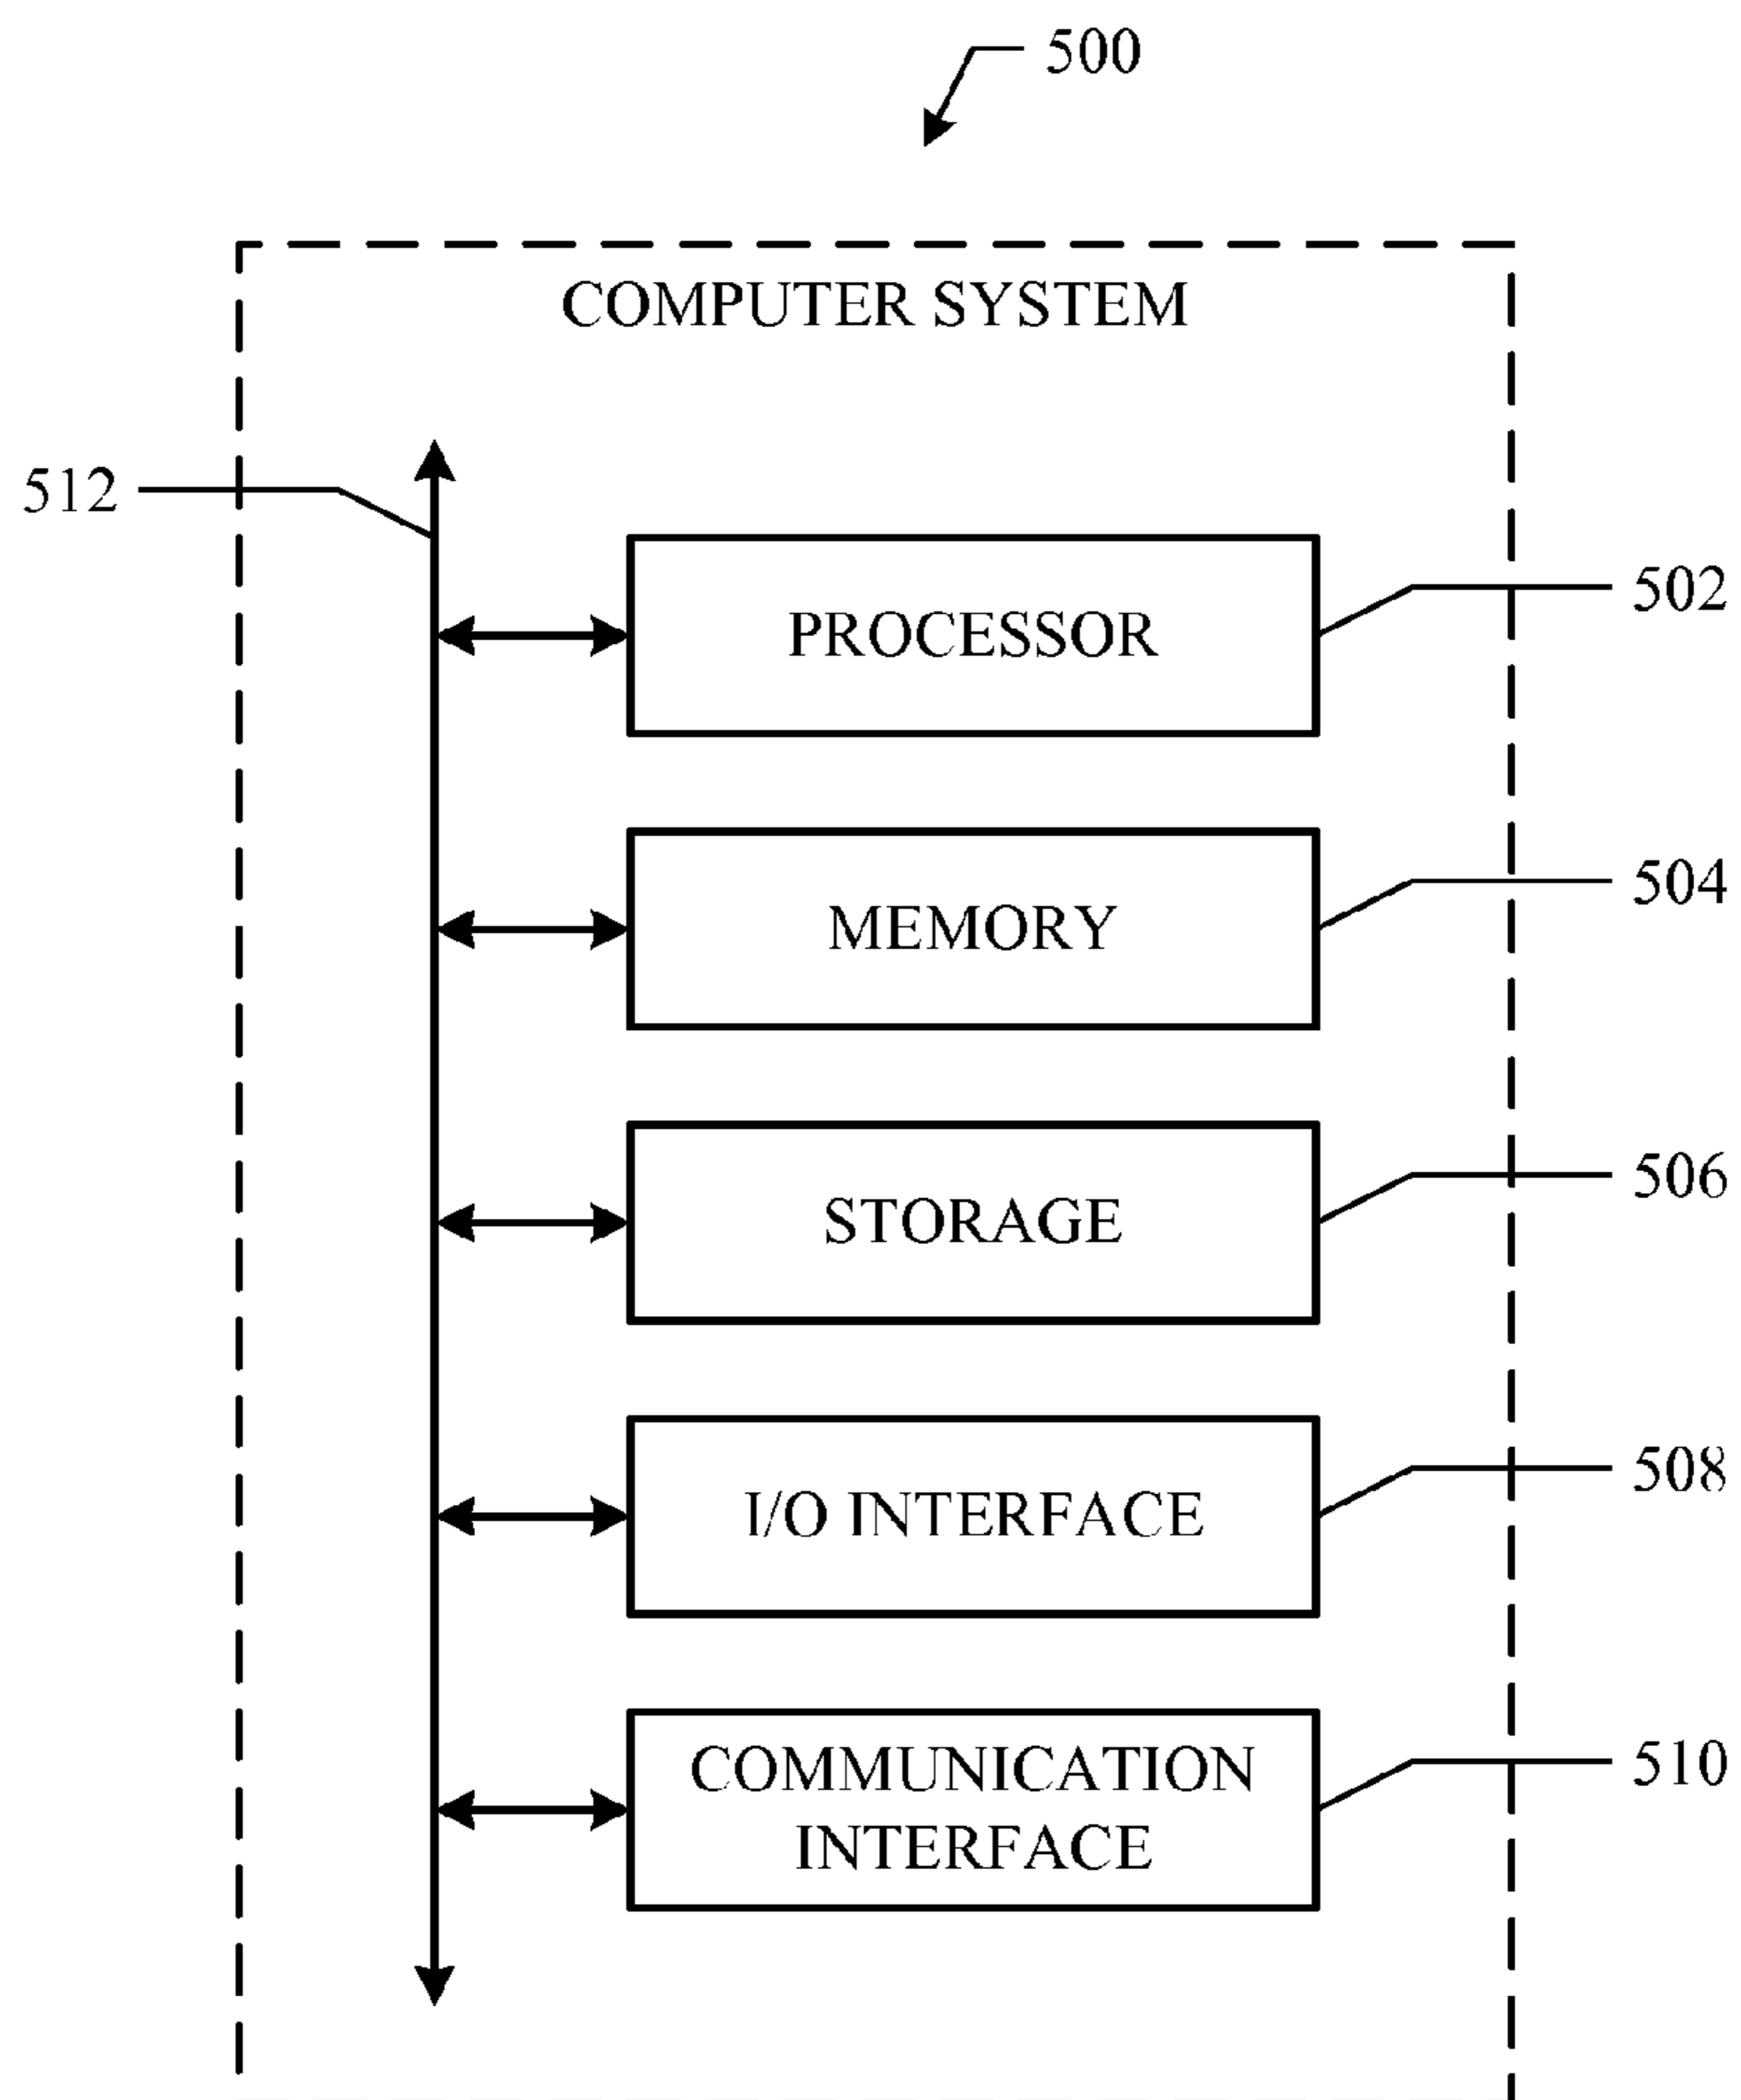 500
COMPUTER SYSTEM
512
502
PROCESSOR
504
MEMORY
506
STORAGE
508
I/O INTERFACE
510
COMMUNICATION
INTERFACE